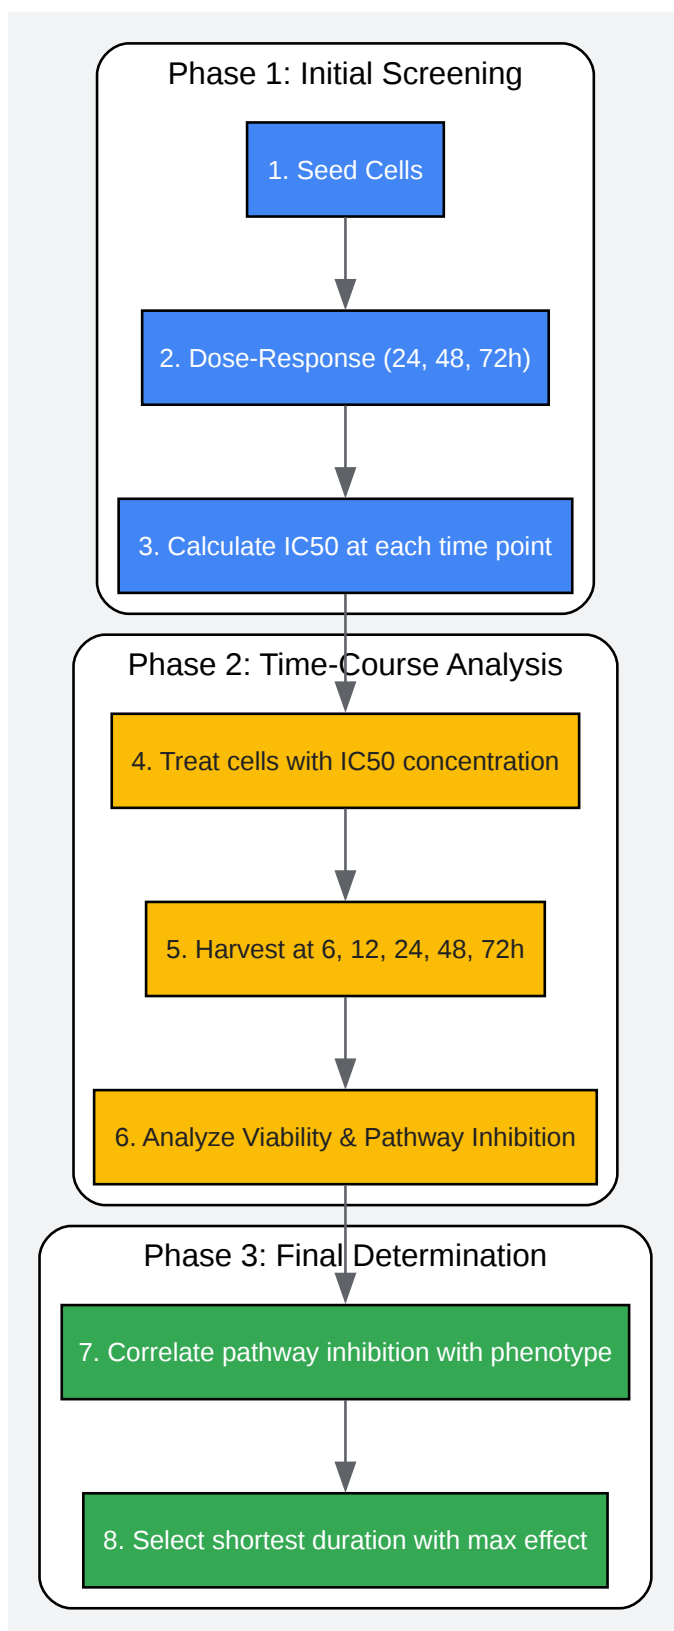 Phase 1: Initial Screening
1. Seed Cells
2. Dose-Response (24, 48, 72h)
3. Calculate IC50 at each time point
Phase 2: Time-Course Analysis
4. Treat cells with IC50 concentration
5. Harvest at 6, 12, 24, 48, 72h
6. Analyze Viability & Pathway Inhibition
Phase 3: Final Determination
7. Correlate pathway inhibition with phenotype
8. Select shortest duration with max effect